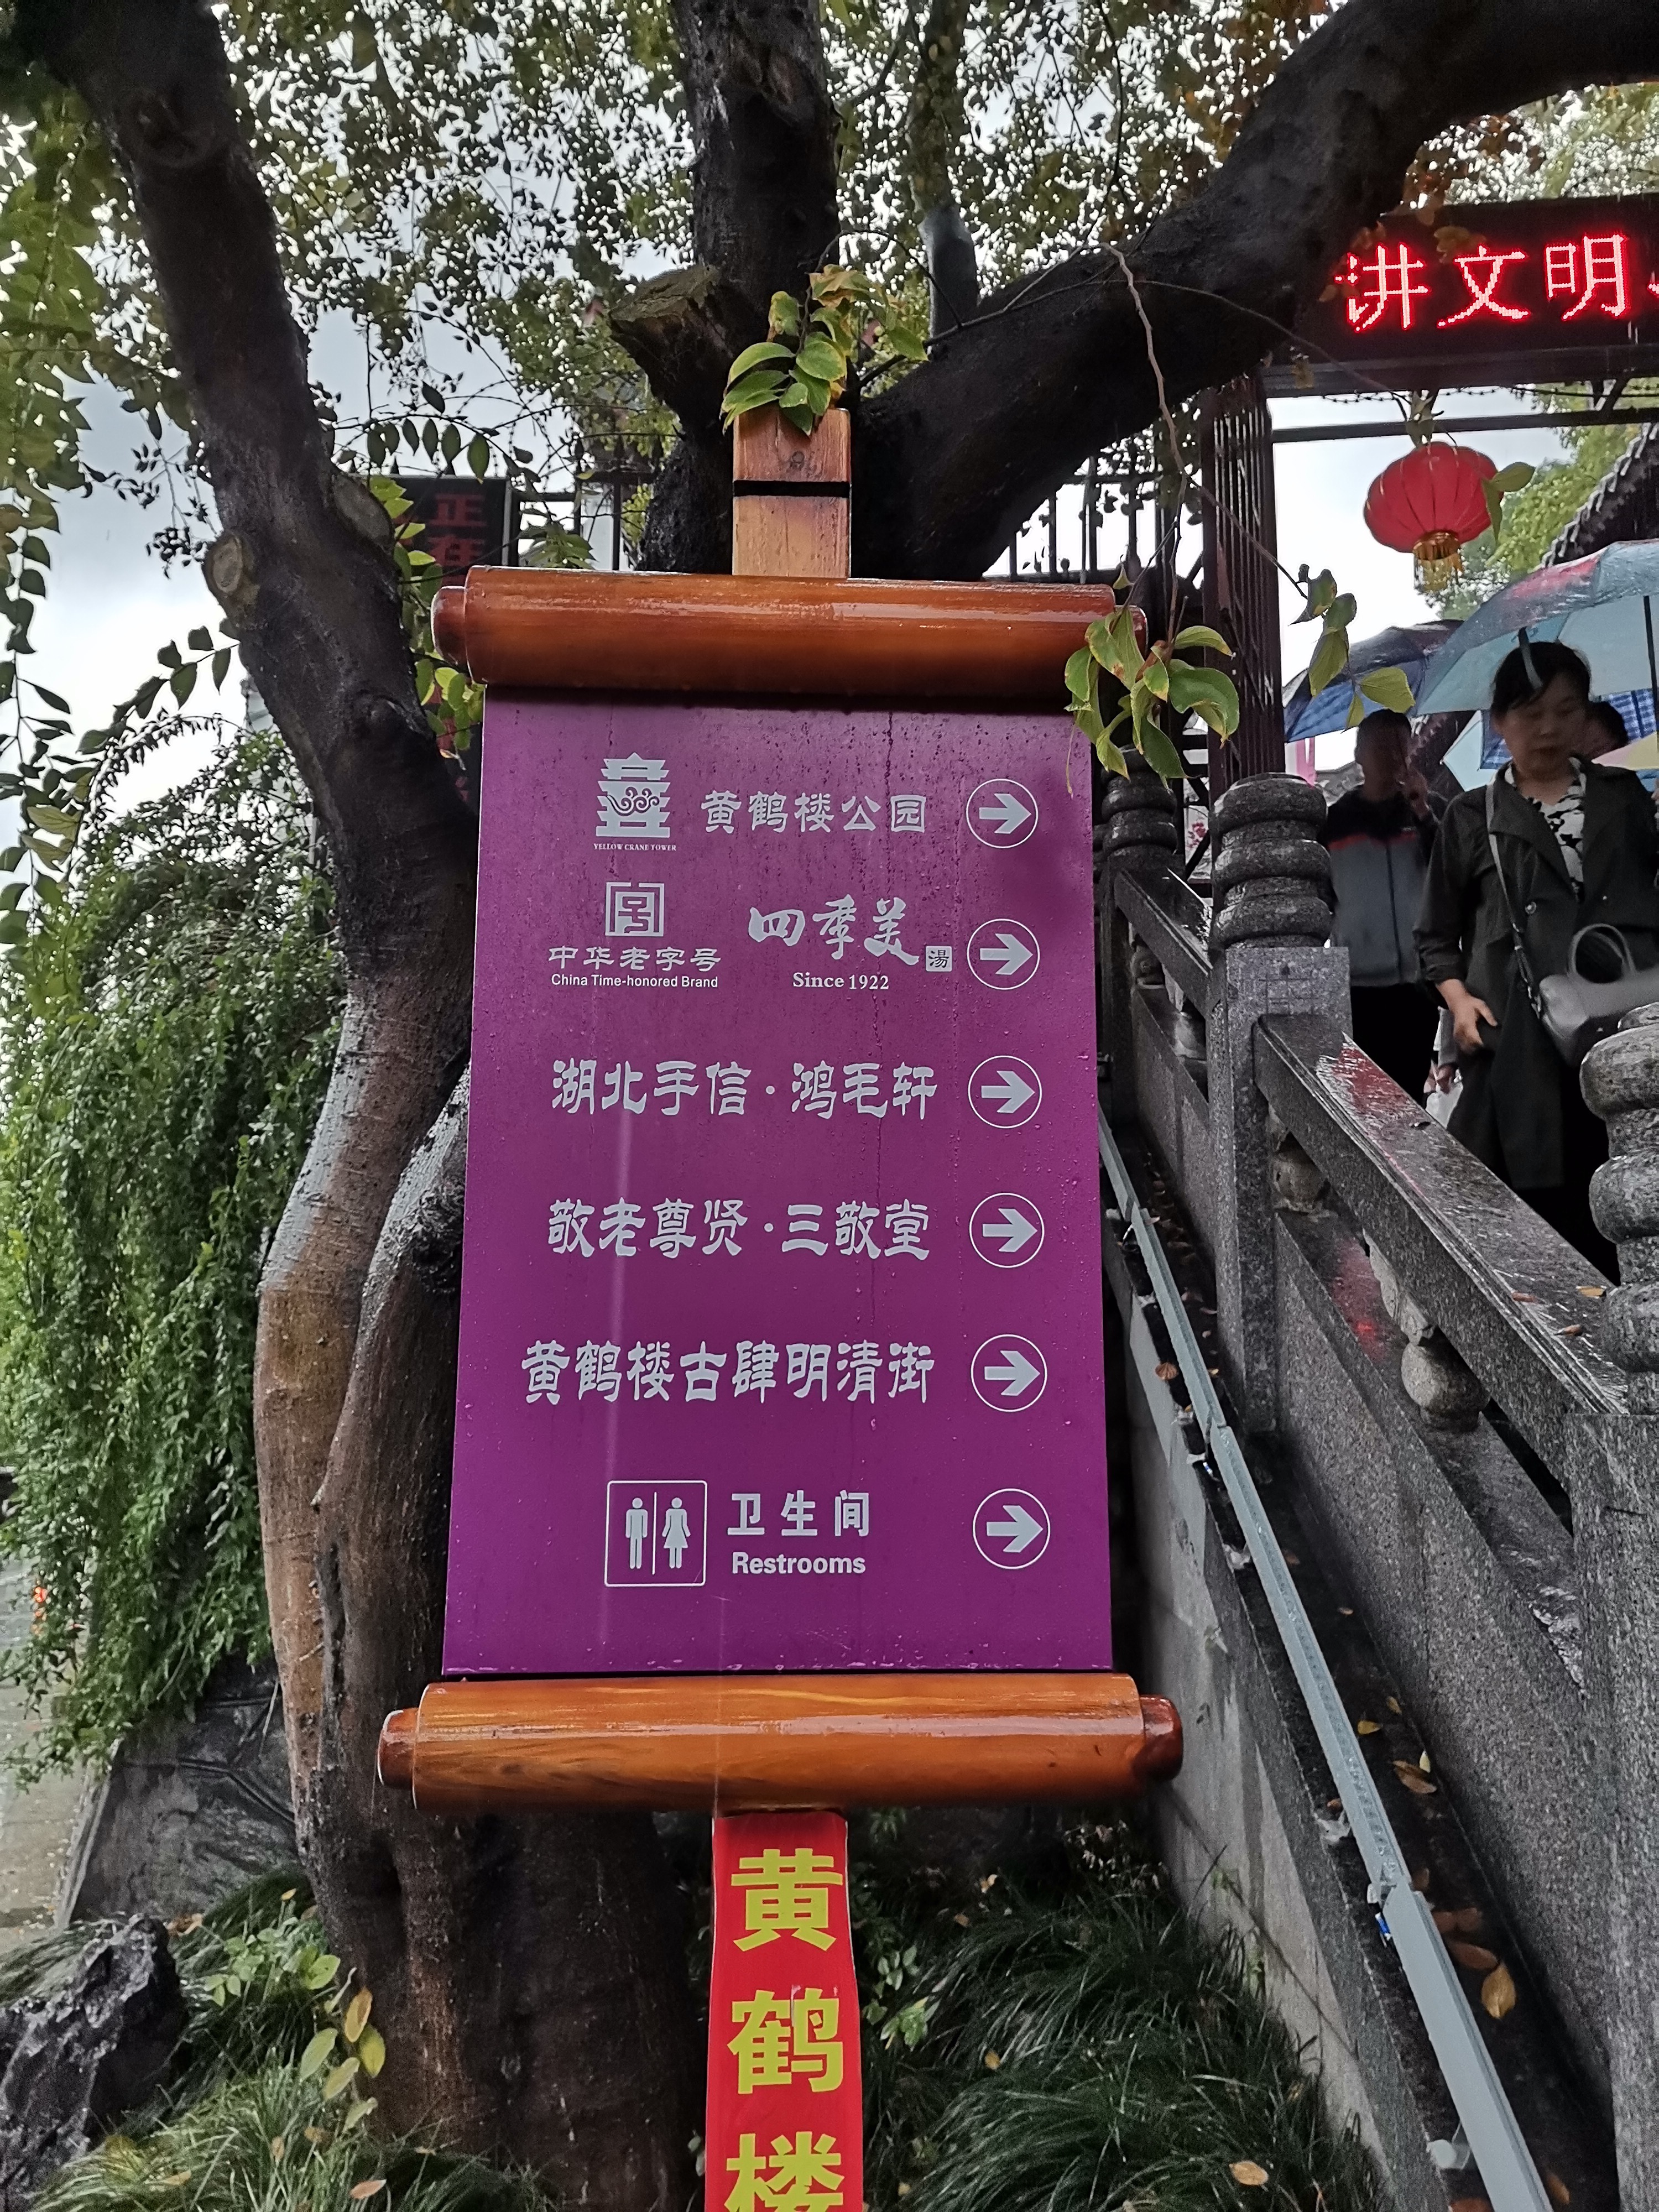 讲文明
正在
黄鹤楼公园
YELLOW CRANE TOWER
中华老字号
China Time-honored Brand
四季美
湯
Since 1922
湖北手信·鸿毛轩
敬老尊贤·三敬堂
黄鹤楼古肆明清街
卫生间
Restrooms
黄鹤楼